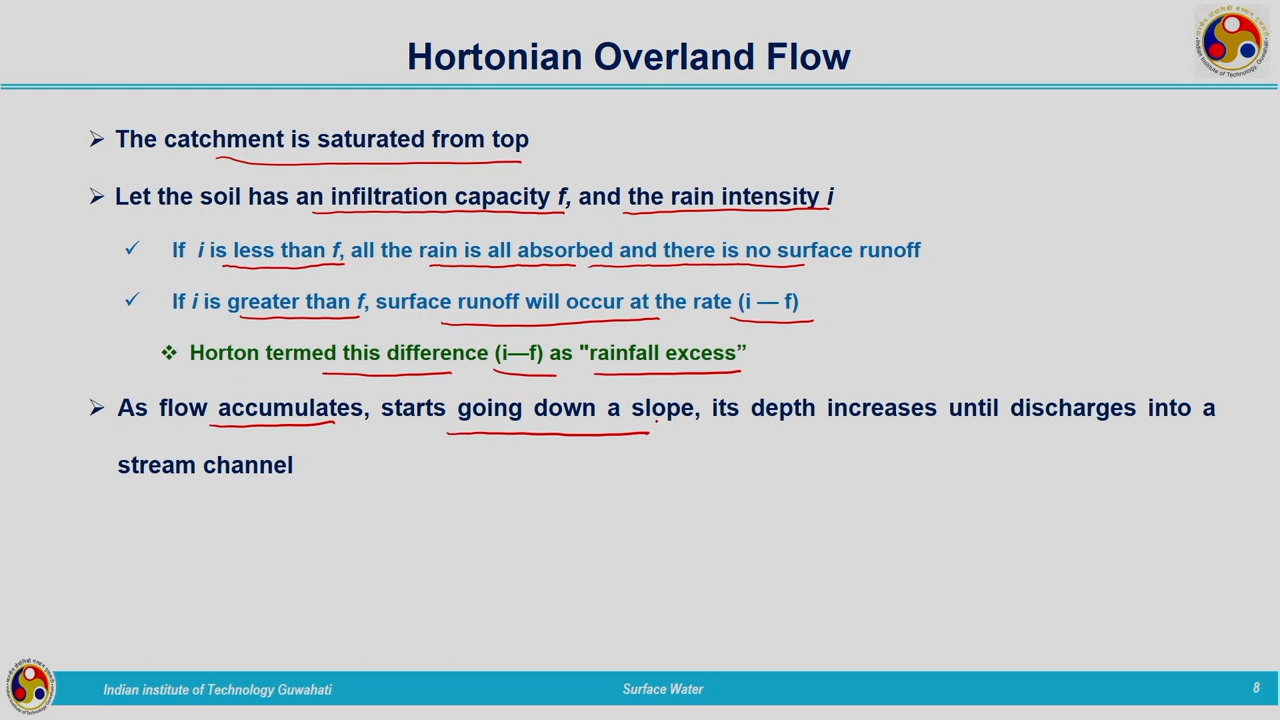 Hortonian Overland Flow
The catchment is saturated from top
Let the soil has an infiltration capacity f, and the rain intensity i
If i is less than f, all the rain is all absorbed and there is no surface runoff
If i is greater than f, surface runoff will occur at the rate (i — f)
Horton termed this difference (i—f) as "rainfall excess”
As flow accumulates, starts going down a slope, its depth increases until discharges into a
stream channel
Indian institute of Technology Guwahati
Surface Water
8